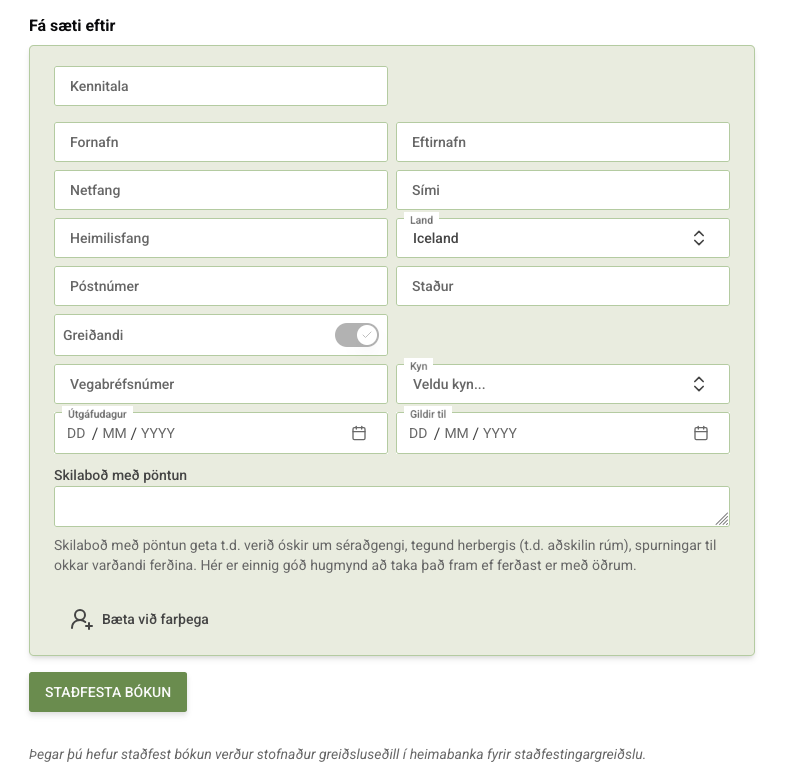 Fá sæti eftir
Kennitala
Fornafn
Eftirnafn
Netfang
Sími
Heimilisfang
Land
Iceland
Póstnúmer
Staður
Greiðandi
Vegabréfsnúmer
Kyn
Veldu kyn...
Útgáfudagur
DD / MM / YYYY
Gildir til
DD / MM / YYYY
Skilaboð með pöntun
Skilaboð með pöntun geta t.d. verið óskir um séraðgengi, tegund herbergis (t.d. aðskilin rúm), spurningar til
okkar varðandi ferðina. Hér er einnig góð hugmynd að taka það fram ef ferðast er með öðrum.
Bæta við farþega
STAÐFESTA BÓKUN
Þegar þú hefur staðfest bókun verður stofnaður greiðsluseðill í heimabanka fyrir staðfestingargreiðslu.